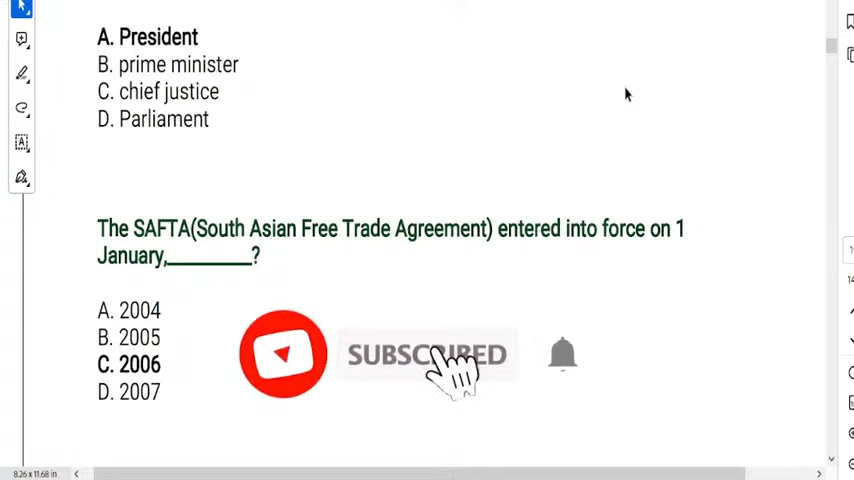 A. President
B. prime minister
C. chief justice
D. Parliament
The SAFTA(South Asian Free Trade Agreement) entered into force on 1
January,_________?
A. 2004
B. 2005
C. 2006
D. 2007
SUBSCRIBED
8.26 x 11.68 in